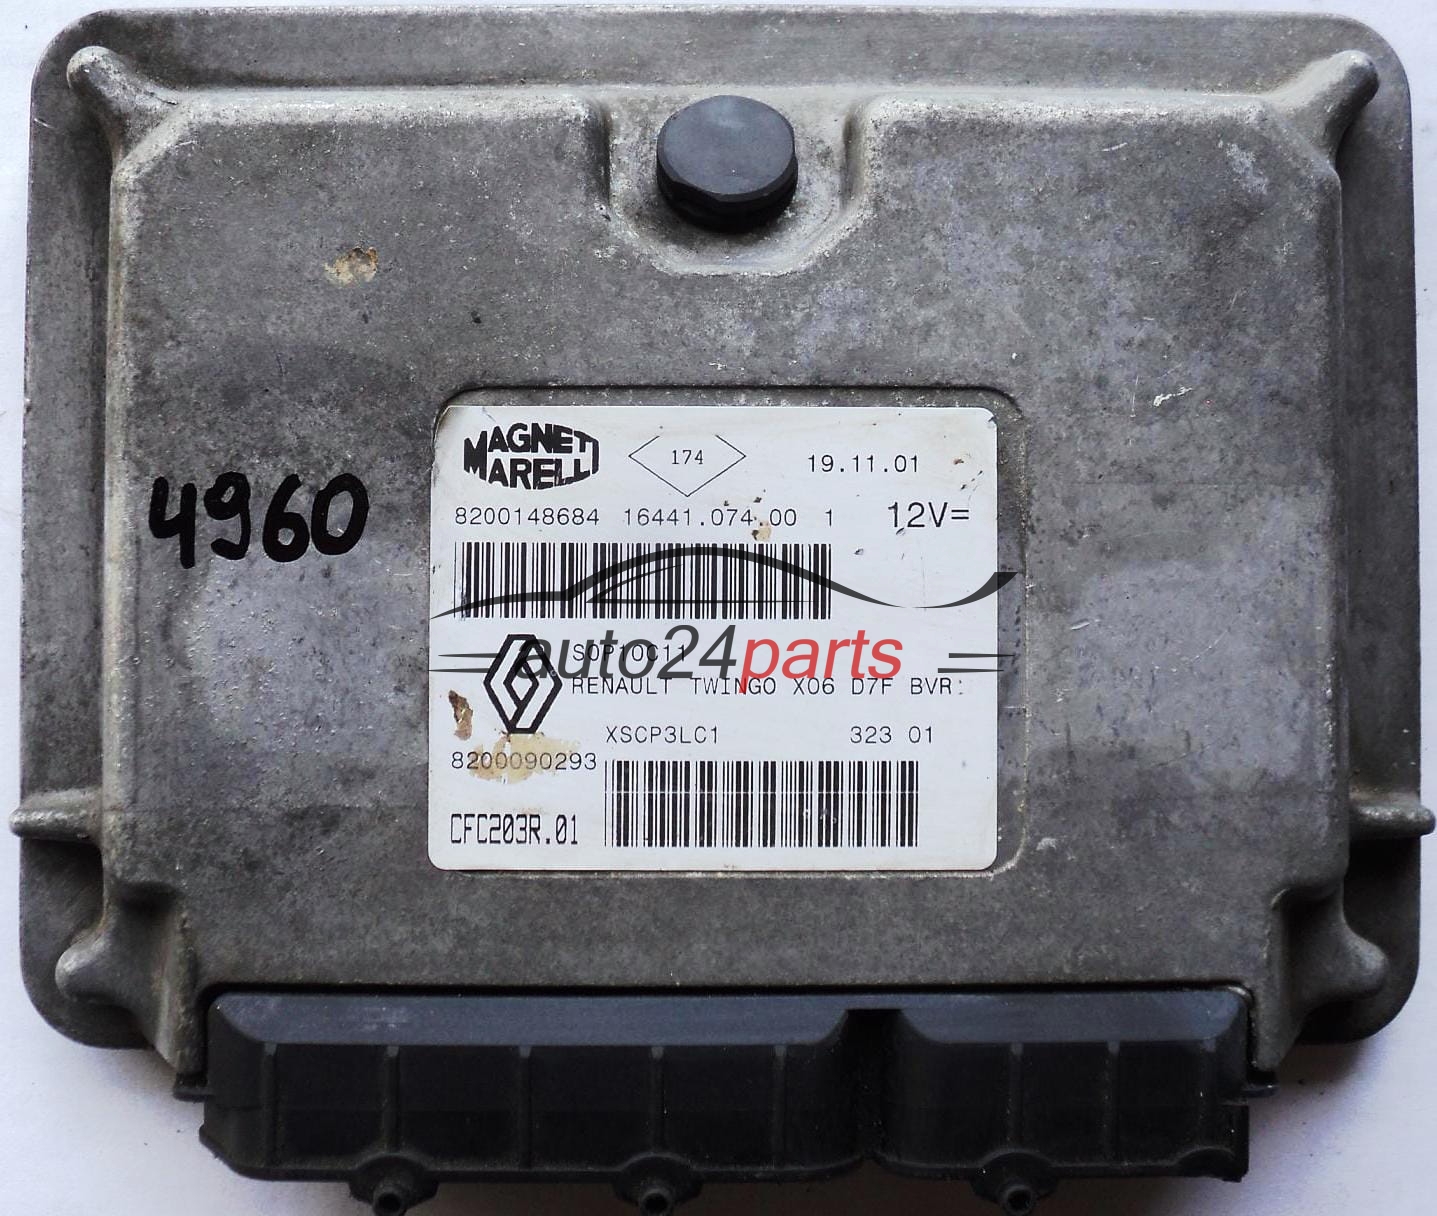 MAGNETI
MARELLI
174
19.11.01
8200148684 16441.074.00 1 12V=
4960
auto24parts
S0P10C11
RENAULT TWINGO X06 D7F BVR
XSCP3LC1 323 01
8200090293
CFC203R.01